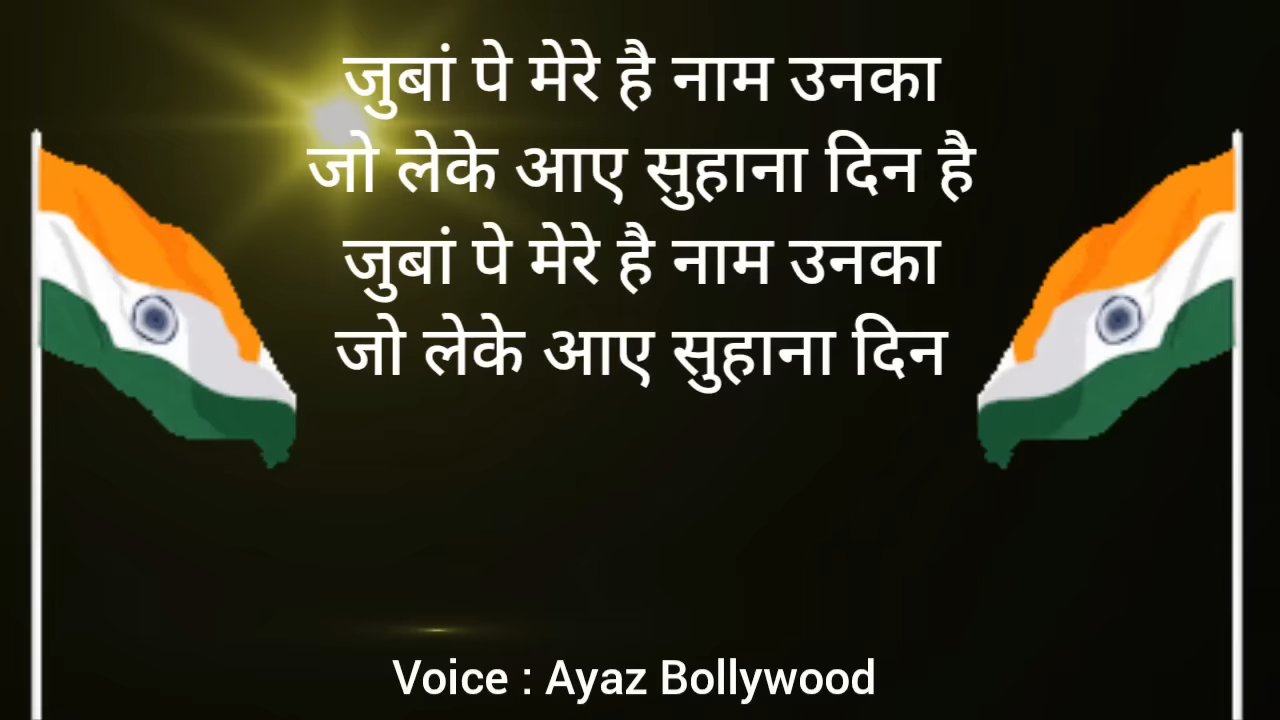 जुबां पे मेरे है नाम उनका
जो लेके आए सुहाना दिन है
जुबां पे मेरे है नाम उनका
जो लेके आए सुहाना दिन
Voice : Ayaz Bollywood